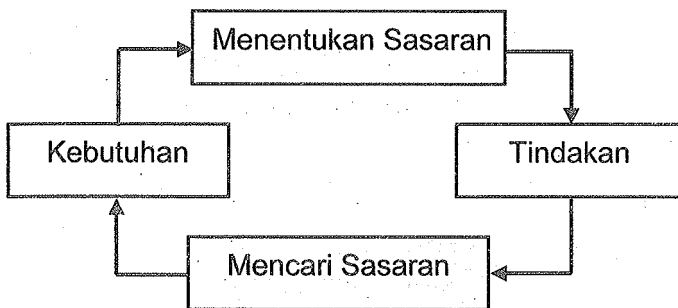 Menentukan Sasaran
Kebutuhan
Tindakan
Mencari Sasaran